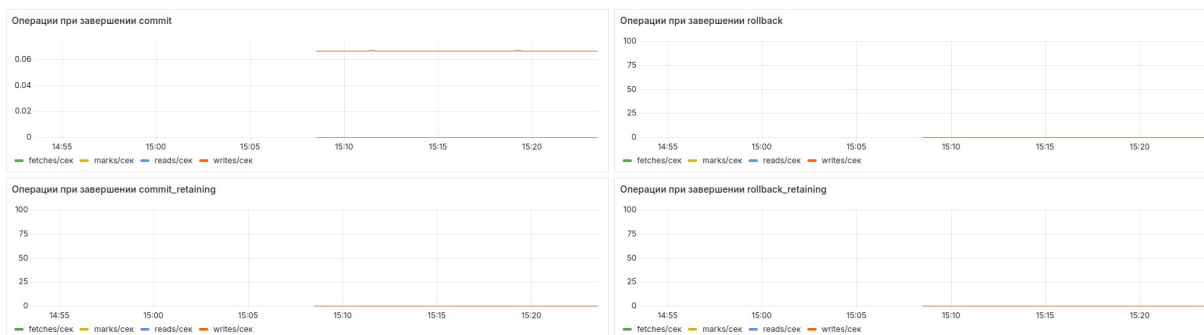 Операции при завершении commit
0.06
0.04
0.02
0
14:55 15:00 15:05 15:10 15:15 15:20
fetches/сек marks/сек reads/сек writes/сек
Операции при завершении rollback
100
75
50
25
0
14:55 15:00 15:05 15:10 15:15 15:20
fetches/сек marks/сек reads/сек writes/сек
Операции при завершении commit_retaining
100
75
50
25
0
14:55 15:00 15:05 15:10 15:15 15:20
fetches/сек marks/сек reads/сек writes/сек
Операции при завершении rollback_retaining
100
75
50
25
0
14:55 15:00 15:05 15:10 15:15 15:20
fetches/сек marks/сек reads/сек writes/сек